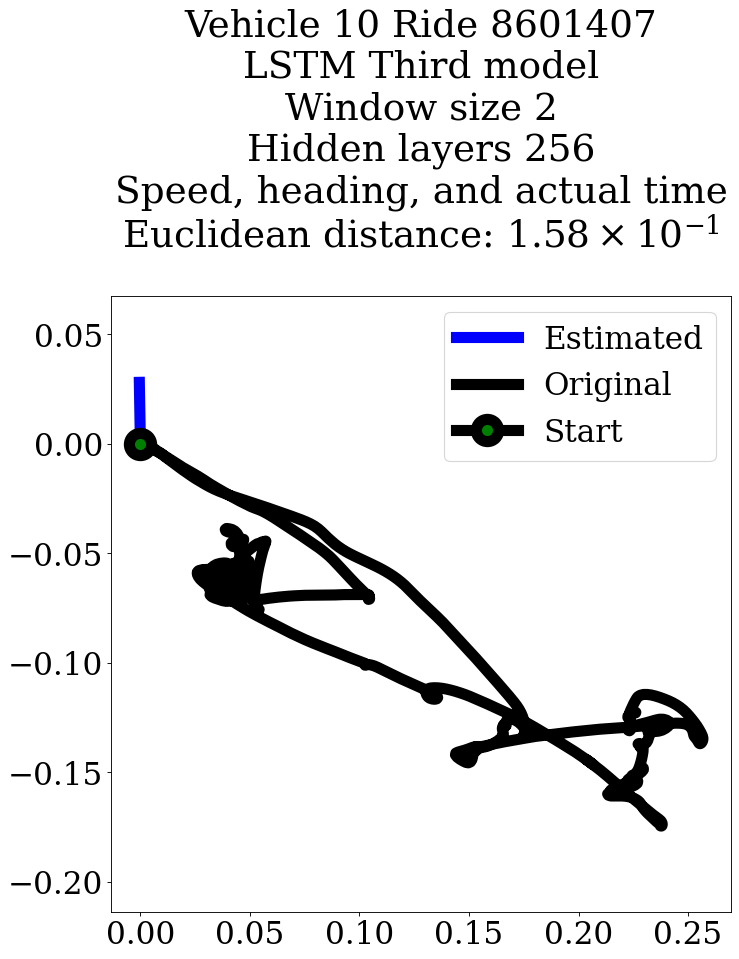 Vehicle 10 Ride 8601407
LSTM Third model
Window size 2
Hidden layers 256
Speed, heading, and actual time
Euclidean distance: 1.58 × 10⁻¹
0.05
0.00
−0.05
−0.10
−0.15
−0.20
Estimated
Original
Start
0.00 0.05 0.10 0.15 0.20 0.25